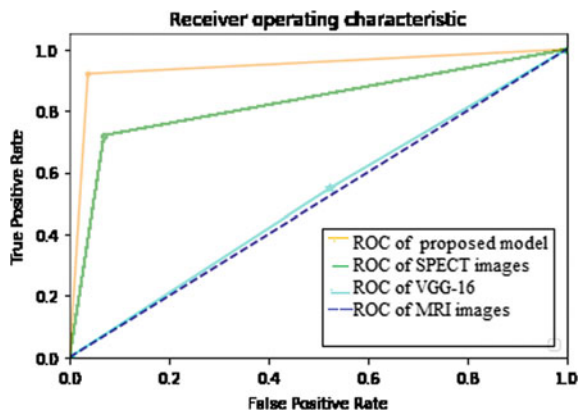 Receiver operating characteristic
True Positive Rate
1.0
0.8
0.6
0.4
0.2
0.0
ROC of proposed model
ROC of SPECT images
ROC of VGG-16
ROC of MRI images
0.0 0.2 0.4 0.6 0.8 1.0
False Positive Rate